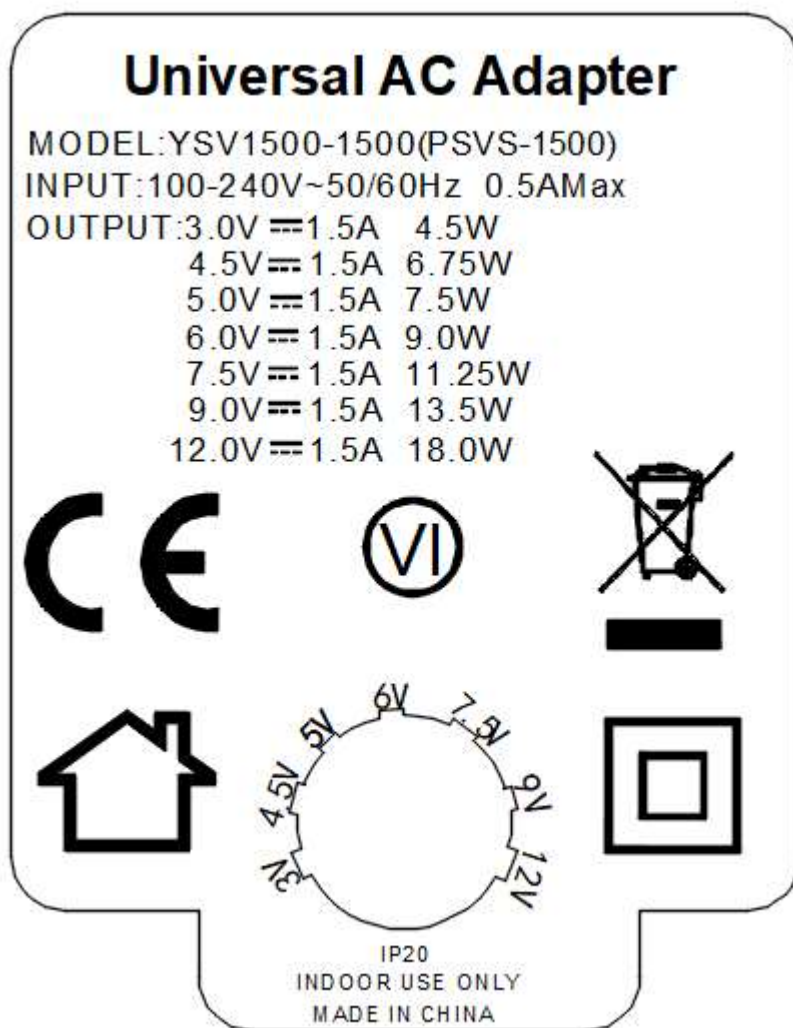 Universal AC Adapter
MODEL:YSV1500-1500(PSVS-1500)
INPUT:100-240V~50/60Hz 0.5AMax
OUTPUT:3.0V⎓1.5A 4.5W
4.5V⎓1.5A 6.75W
5.0V⎓1.5A 7.5W
6.0V⎓1.5A 9.0W
7.5V⎓1.5A 11.25W
9.0V⎓1.5A 13.5W
12.0V⎓1.5A 18.0W
CE
VI
3V
4.5V
5V
6V
7.5V
9V
12V
IP20
INDOOR USE ONLY
MADE IN CHINA